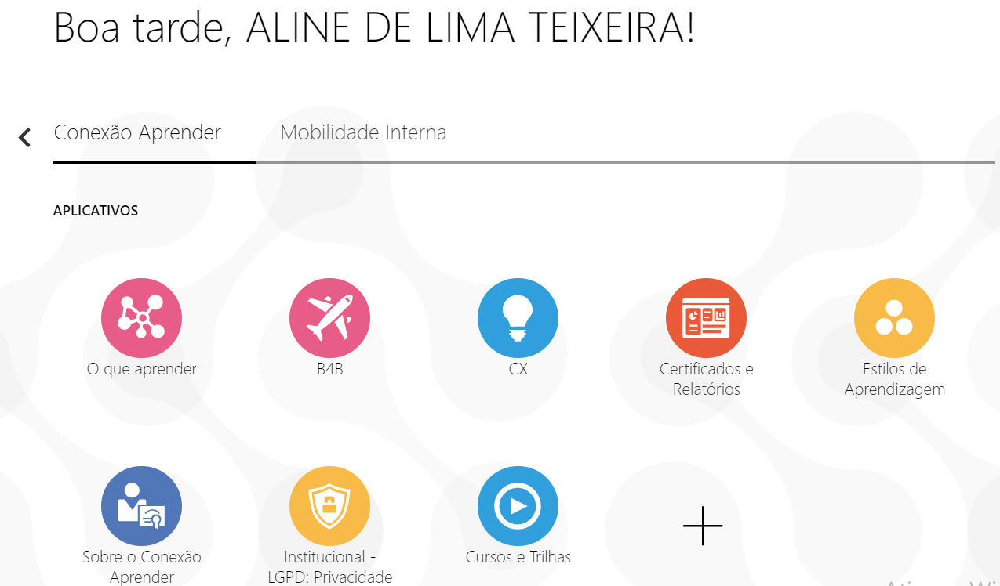 Boa tarde, ALINE DE LIMA TEIXEIRA!
Conexão Aprender
Mobilidade Interna
APLICATIVOS
O que aprender
B4B
CX
Certificados e
Relatórios
Estilos de
Aprendizagem
Sobre o Conexão
Aprender
Institucional -
LGPD: Privacidade
Cursos e Trilhas